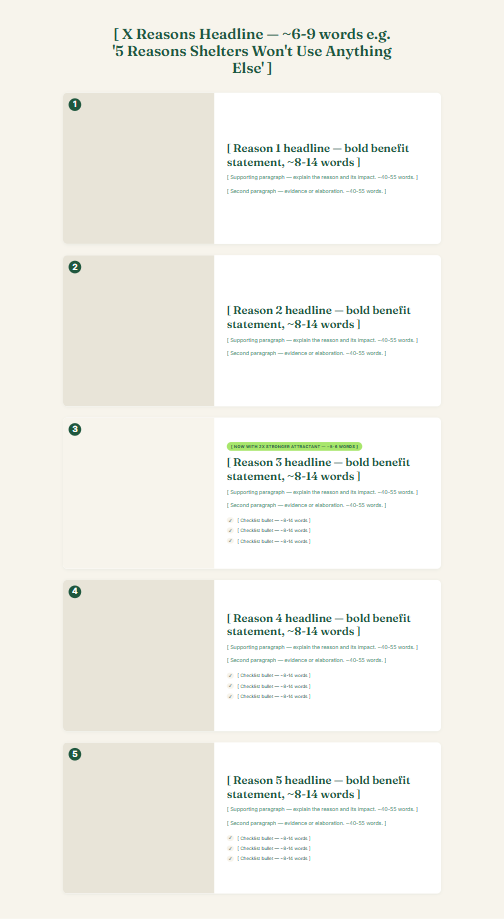 [ X Reasons Headline — ~6-9 words e.g.
'5 Reasons Shelters Won't Use Anything
Else' ]
1
[ Reason 1 headline — bold benefit
statement, ~8-14 words ]
[ Supporting paragraph — explain the reason and its impact. ~40-55 words. ]
[ Second paragraph — evidence or elaboration. ~40-55 words. ]
2
[ Reason 2 headline — bold benefit
statement, ~8-14 words ]
[ Supporting paragraph — explain the reason and its impact. ~40-55 words. ]
[ Second paragraph — evidence or elaboration. ~40-55 words. ]
3
[ NOW WITH 2X STRONGER ATTRACTANT — ~6-8 WORDS ]
[ Reason 3 headline — bold benefit
statement, ~8-14 words ]
[ Supporting paragraph — explain the reason and its impact. ~40-55 words. ]
[ Second paragraph — evidence or elaboration. ~40-55 words. ]
✓ [ Checklist bullet — ~8-14 words ]
✓ [ Checklist bullet — ~8-14 words ]
✓ [ Checklist bullet — ~8-14 words ]
4
[ Reason 4 headline — bold benefit
statement, ~8-14 words ]
[ Supporting paragraph — explain the reason and its impact. ~40-55 words. ]
[ Second paragraph — evidence or elaboration. ~40-55 words. ]
✓ [ Checklist bullet — ~8-14 words ]
✓ [ Checklist bullet — ~8-14 words ]
✓ [ Checklist bullet — ~8-14 words ]
5
[ Reason 5 headline — bold benefit
statement, ~8-14 words ]
[ Supporting paragraph — explain the reason and its impact. ~40-55 words. ]
[ Second paragraph — evidence or elaboration. ~40-55 words. ]
✓ [ Checklist bullet — ~8-14 words ]
✓ [ Checklist bullet — ~8-14 words ]
✓ [ Checklist bullet — ~8-14 words ]